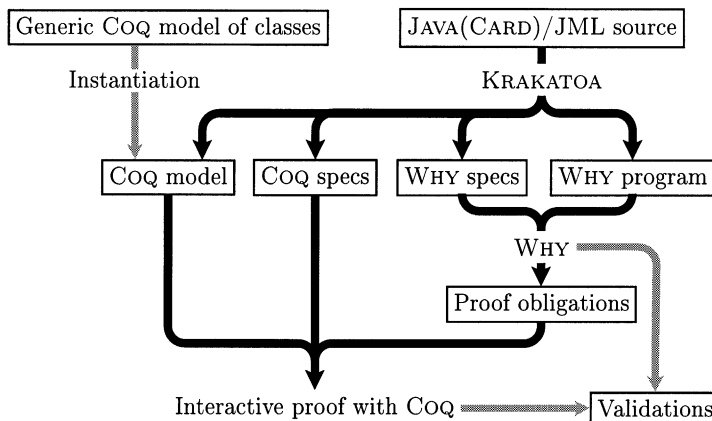 Generic COQ model of classes
JAVA(CARD)/JML source
Instantiation
KRAKATOA
COQ model
COQ specs
WHY specs
WHY program
WHY
Proof obligations
Interactive proof with COQ
Validations